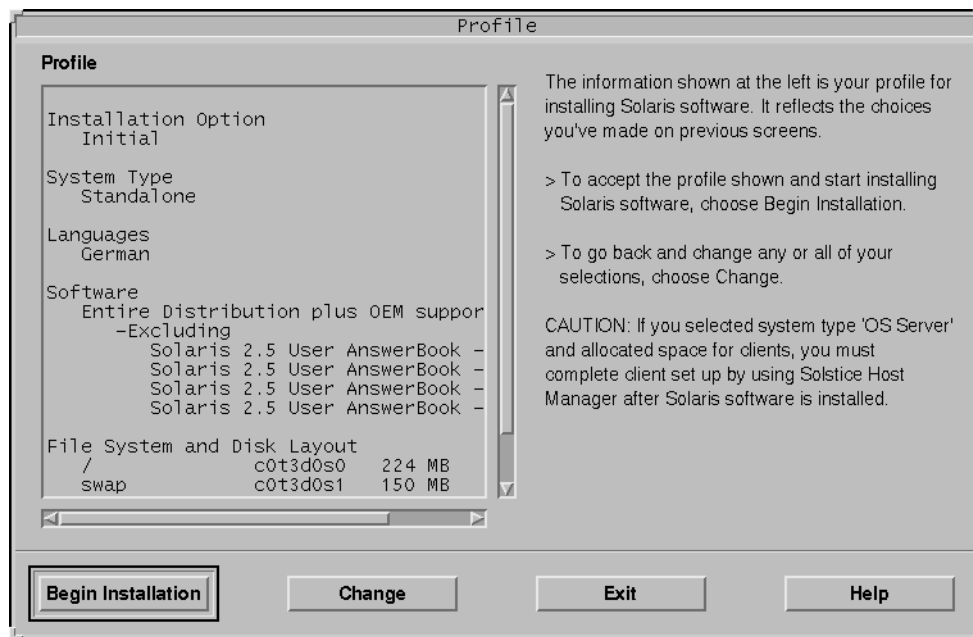 Profile
Profile
Installation Option
Initial
System Type
Standalone
Languages
German
Software
Entire Distribution plus OEM suppor
-Excluding
Solaris 2.5 User AnswerBook -
Solaris 2.5 User AnswerBook -
Solaris 2.5 User AnswerBook -
Solaris 2.5 User AnswerBook -
File System and Disk Layout
/ c0t3d0s0 224 MB
swap c0t3d0s1 150 MB
The information shown at the left is your profile for
installing Solaris software. It reflects the choices
you've made on previous screens.
> To accept the profile shown and start installing
Solaris software, choose Begin Installation.
> To go back and change any or all of your
selections, choose Change.
CAUTION: If you selected system type 'OS Server'
and allocated space for clients, you must
complete client set up by using Solstice Host
Manager after Solaris software is installed.
Begin Installation
Change
Exit
Help